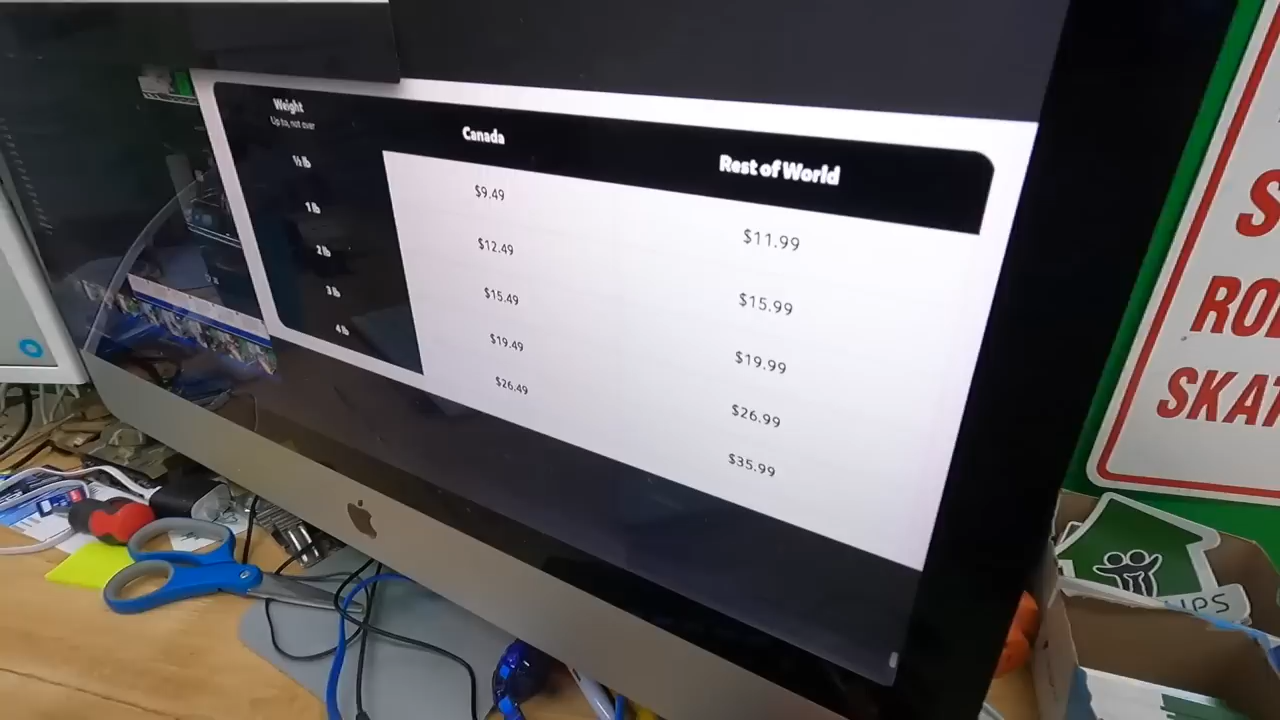 Weight Canada Rest of World
Up to, not over
½ lb $9.49 $11.99
1 lb $12.49 $15.99
2 lb $15.49 $19.99
3 lb $19.49 $26.99
4 lb $26.49 $35.99
S
RO
SKAT